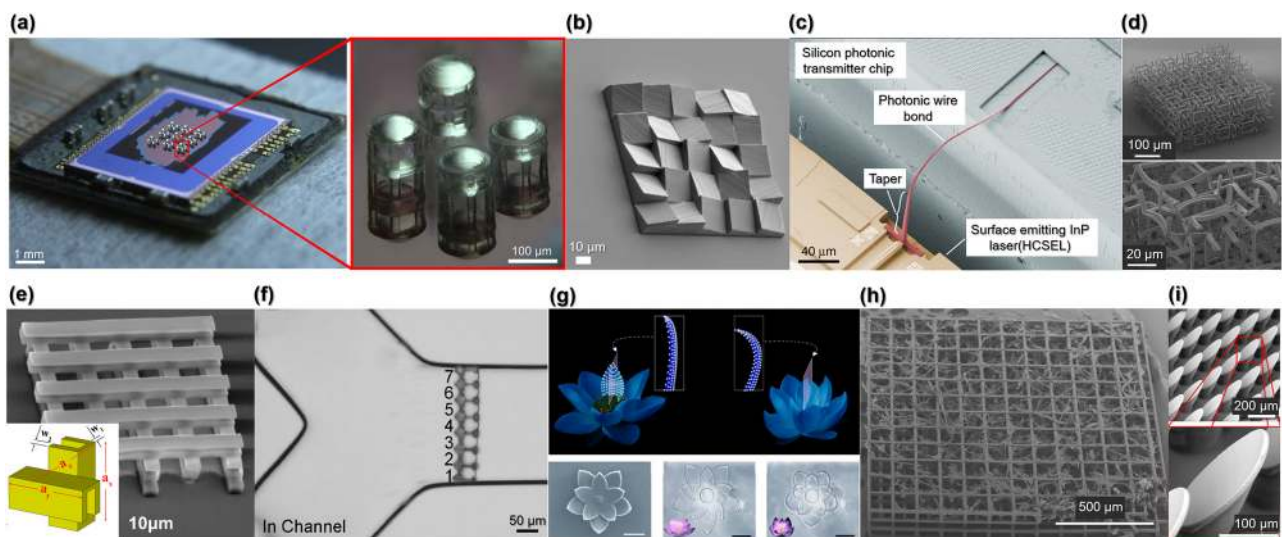 (a)
1 mm
100 μm
(b)
10 μm
(c)
Silicon photonic
transmitter chip
Photonic wire
bond
Taper
Surface emitting InP
laser(HCSEL)
40 μm
(d)
100 μm
20 μm
(e)
w
w
a
a
a
10μm
(f)
7
6
5
4
3
2
1
In Channel
50 μm
(g)
(h)
500 μm
(i)
200 μm
100 μm